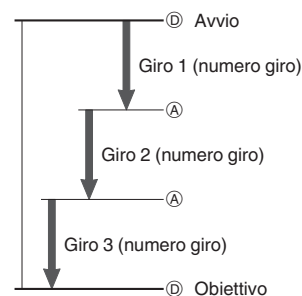 Ⓓ Avvio
Giro 1 (numero giro)
Ⓐ
Giro 2 (numero giro)
Ⓐ
Giro 3 (numero giro)
Ⓓ Obiettivo